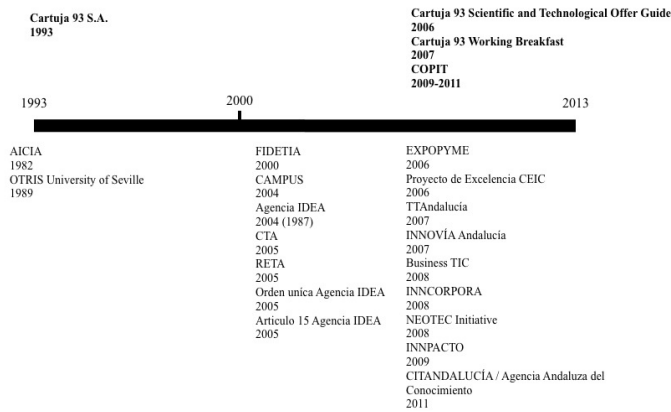 Cartuja 93 S.A.
1993
Cartuja 93 Scientific and Technological Offer Guide
2006
Cartuja 93 Working Breakfast
2007
COPIT
2009-2011
1993
2000
2013
AICIA
1982
OTRIS University of Seville
1989
FIDETIA
2000
CAMPUS
2004
Agencia IDEA
2004 (1987)
CTA
2005
RETA
2005
Orden unica Agencia IDEA
2005
Articulo 15 Agencia IDEA
2005
EXPOPYME
2006
Proyecto de Excelencia CEIC
2006
TTAndalucía
2007
INNOVÍA Andalucía
2007
Business TIC
2008
INNCORPORA
2008
NEOTEC Initiative
2008
INNPACTO
2009
CITANDALUCÍA / Agencia Andaluza del
Conocimiento
2011